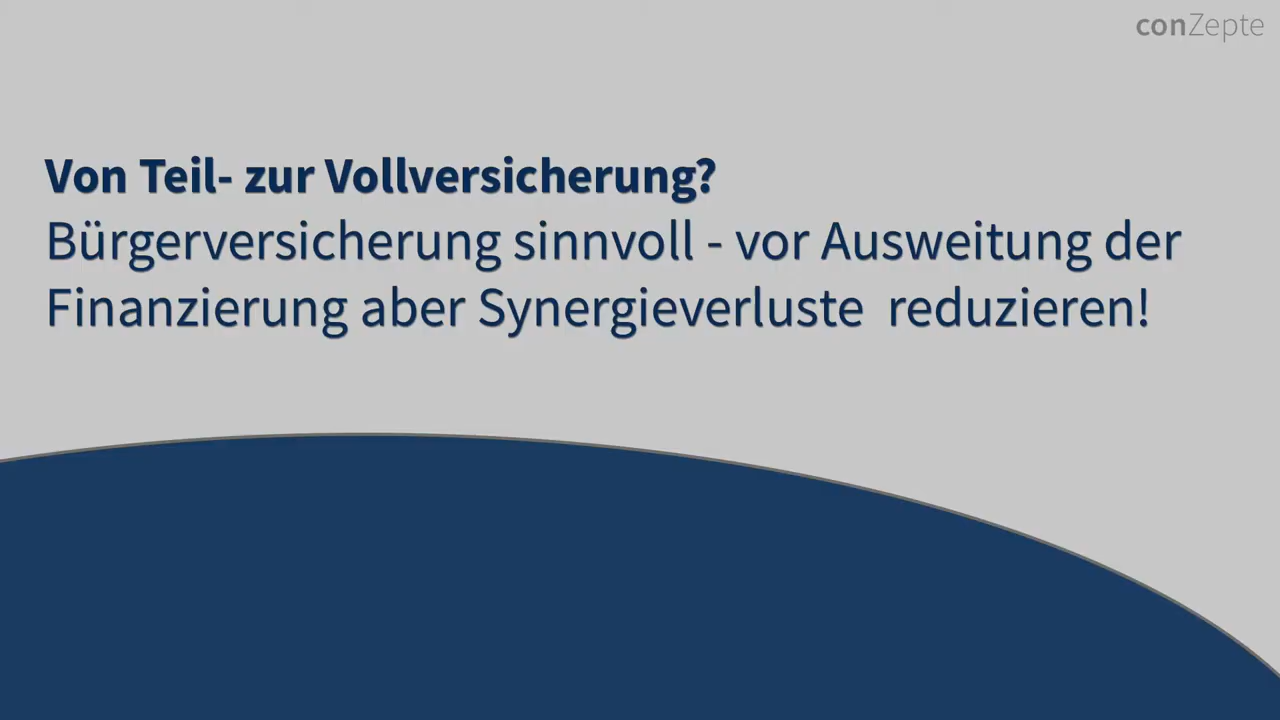 conZepte
Von Teil- zur Vollversicherung?
Bürgerversicherung sinnvoll - vor Ausweitung der
Finanzierung aber Synergieverluste  reduzieren!